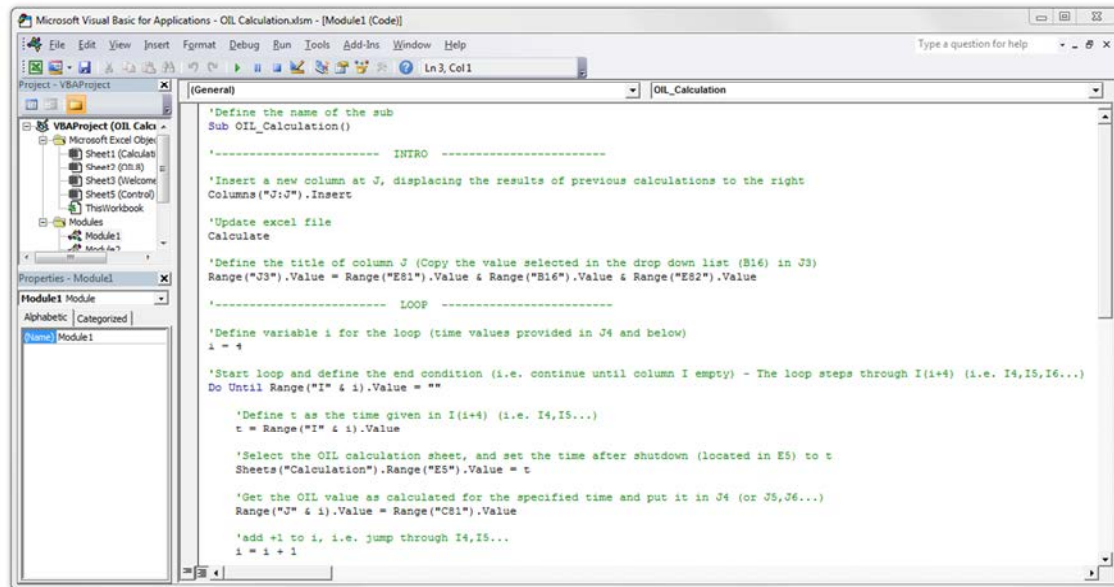 Microsoft Visual Basic for Applications - OIL Calculation.xlsm - [Module1 (Code)]
File Edit View Insert Format Debug Run Tools Add-Ins Window Help
Type a question for help
Ln 3, Col 1
Project - VBAProject
VBAProject (OIL Calcu
Microsoft Excel Objec
Sheet1 (Calculati
Sheet2 (OIL8)
Sheet3 (Welcome
Sheet5 (Control)
ThisWorkbook
Modules
Module1
Module2
Properties - Module1
Module1 Module
Alphabetic Categorized
(Name) Module1
(General)
OIL_Calculation
'Define the name of the sub
Sub OIL_Calculation()
'------------------------ INTRO ------------------------
'Insert a new column at J, displacing the results of previous calculations to the right
Columns("J:J").Insert
'Update excel file
Calculate
'Define the title of column J (Copy the value selected in the drop down list (B16) in J3)
Range("J3").Value = Range("E81").Value & Range("B16").Value & Range("E82").Value
'------------------------- LOOP -------------------------
'Define variable i for the loop (time values provided in J4 and below)
i = 4
'Start loop and define the end condition (i.e. continue until column I empty) - The loop steps through I(i+4) (i.e. I4,I5,I6...)
Do Until Range("I" & i).Value = ""
'Define t as the time given in I(i+4) (i.e. I4,I5...)
t = Range("I" & i).Value
'Select the OIL calculation sheet, and set the time after shutdown (located in E5) to t
Sheets("Calculation").Range("E5").Value = t
'Get the OIL value as calculated for the specified time and put it in J4 (or J5,J6...)
Range("J" & i).Value = Range("C81").Value
'add +1 to i, i.e. jump through I4,I5...
i = i + 1